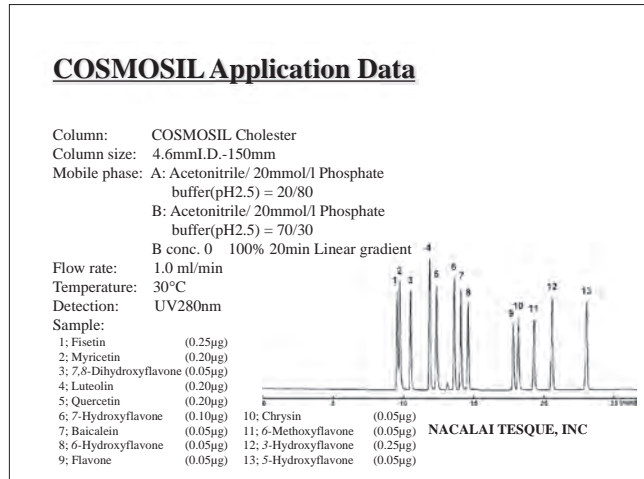 COSMOSIL Application Data
Column: COSMOSIL Cholester
Column size: 4.6mmI.D.-150mm
Mobile phase: A: Acetonitrile/ 20mmol/l Phosphate
buffer(pH2.5) = 20/80
B: Acetonitrile/ 20mmol/l Phosphate
buffer(pH2.5) = 70/30
B conc. 0 100% 20min Linear gradient
Flow rate: 1.0 ml/min
Temperature: 30°C
Detection: UV280nm
Sample:
1; Fisetin (0.25µg)
2; Myricetin (0.20µg)
3; 7,8-Dihydroxyflavone (0.05µg)
4; Luteolin (0.20µg)
5; Quercetin (0.20µg)
6; 7-Hydroxyflavone (0.10µg)
7; Baicalein (0.05µg)
8; 6-Hydroxyflavone (0.05µg)
9; Flavone (0.05µg)
10; Chrysin (0.05µg)
11; 6-Methoxyflavone (0.05µg)
12; 3-Hydroxyflavone (0.25µg)
13; 5-Hydroxyflavone (0.05µg)
1 2 3 4 5 6 7 8 9 10 11 12 13
NACALAI TESQUE, INC